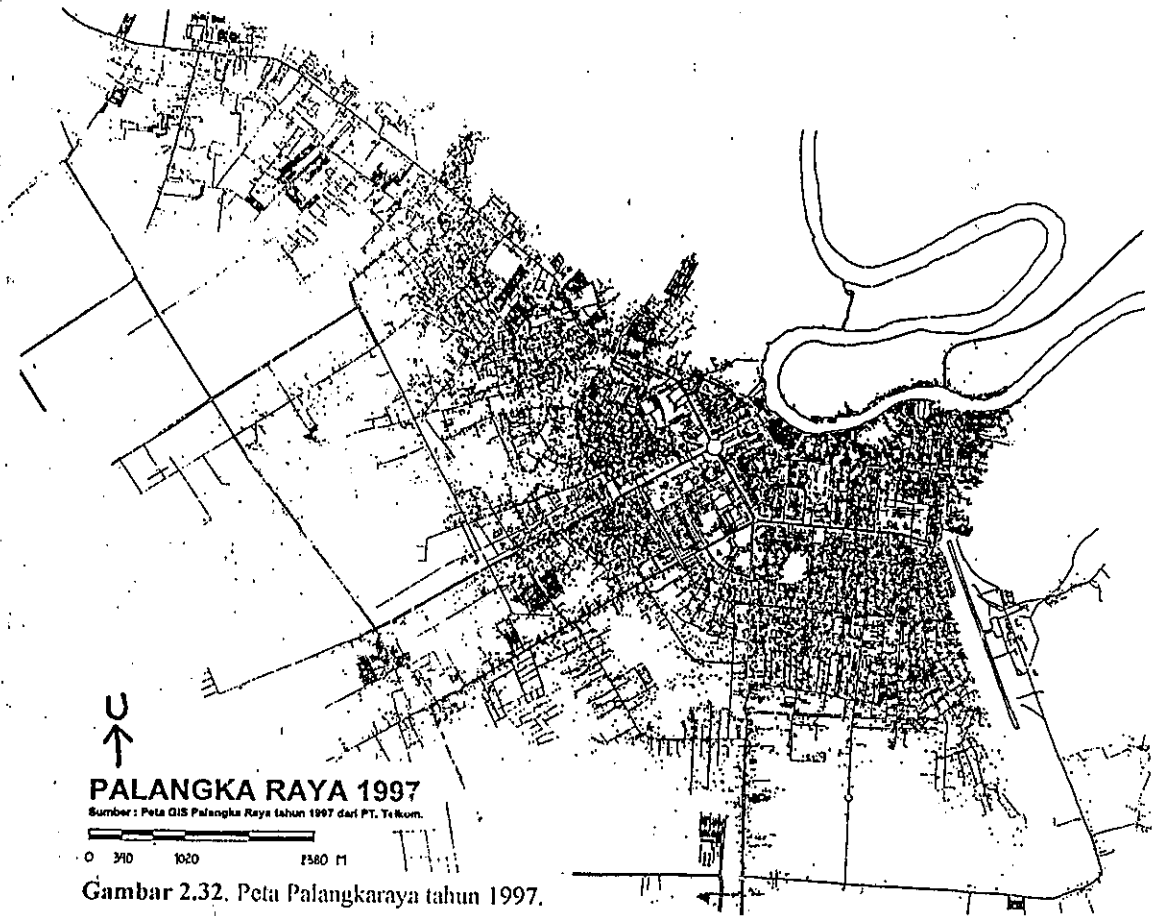 U
PALANGKA RAYA 1997
Sumber : Peta GIS Palangka Raya tahun 1997 dari PT. Telkom.
0 340 1020 2380 M
Gambar 2.32. Peta Palangkaraya tahun 1997.